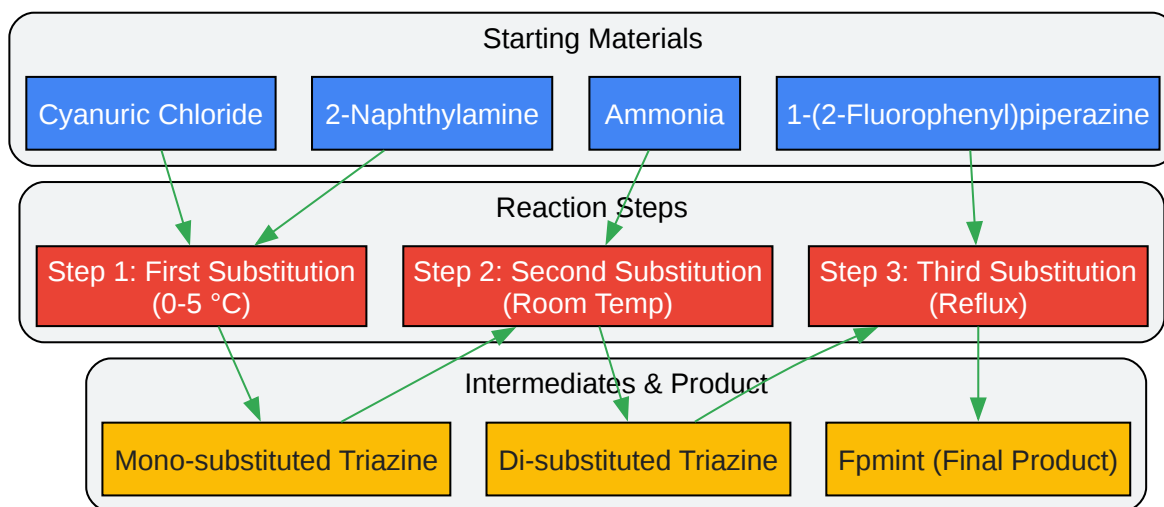 Starting Materials
Cyanuric Chloride
2-Naphthylamine
Ammonia
1-(2-Fluorophenyl)piperazine
Reaction Steps
Step 1: First Substitution
(0-5 °C)
Step 2: Second Substitution
(Room Temp)
Step 3: Third Substitution
(Reflux)
Intermediates & Product
Mono-substituted Triazine
Di-substituted Triazine
Fpmint (Final Product)